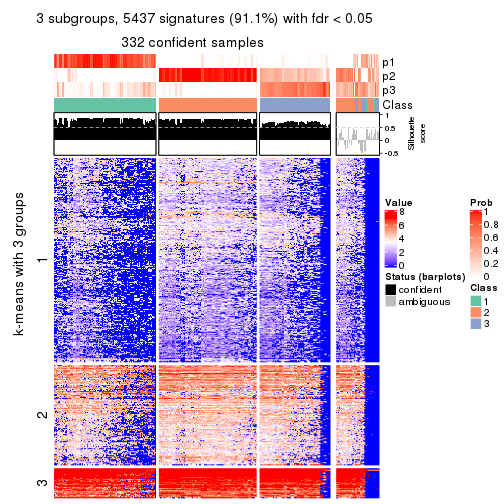 3 subgroups, 5437 signatures (91.1%) with fdr < 0.05
332 confident samples
p1
p2
p3
Class
1
0.5
0
-0.5
Silhouette
score
k-means with 3 groups
1
2
3
Value
8
6
4
2
0
Status (barplots)
confident
ambiguous
Prob
1
0.8
0.6
0.4
0.2
0
Class
1
2
3